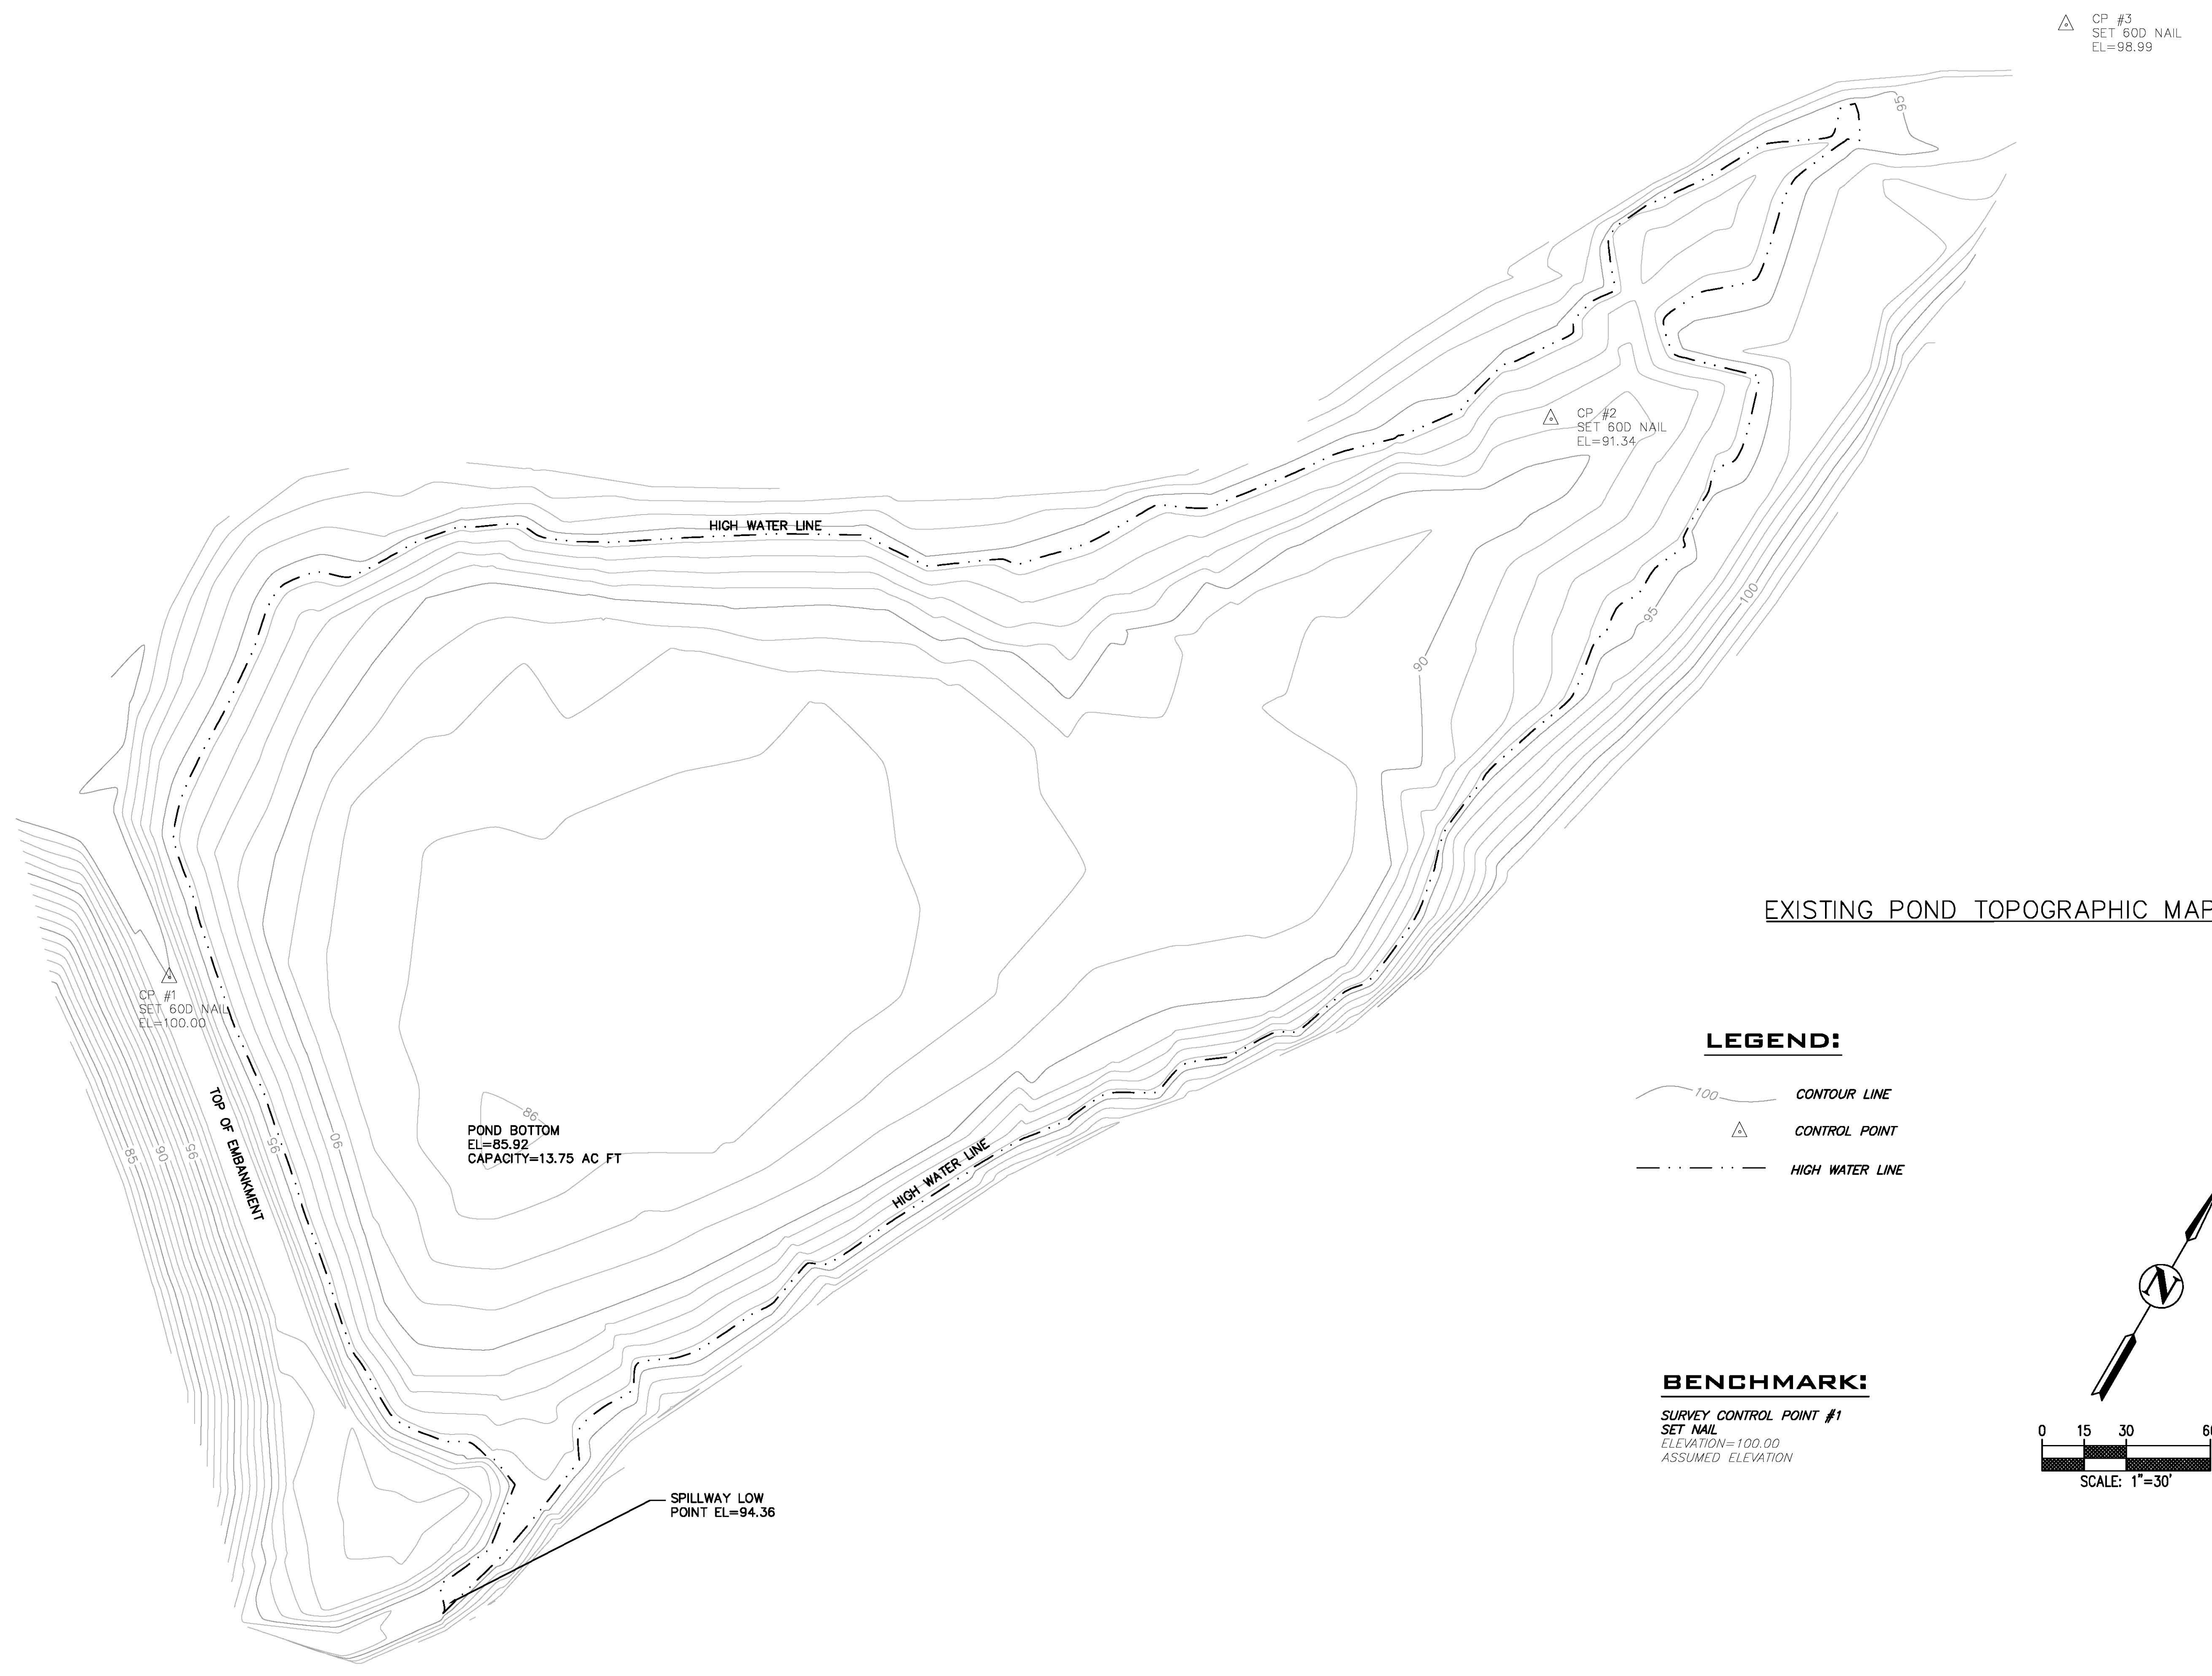 CP #3
SET 60D NAIL
EL=98.99
95
CP #2
SET 60D NAIL
EL=91.34
HIGH WATER LINE
100
95
90
EXISTING POND TOPOGRAPHIC MAP
CP #1
SET 60D NAIL
EL=100.00
LEGEND:
100
CONTOUR LINE
CONTROL POINT
HIGH WATER LINE
TOP OF EMBANKMENT
85
90
95
95
90
86
POND BOTTOM
EL=85.92
CAPACITY=13.75 AC FT
HIGH WATER LINE
N
BENCHMARK:
SURVEY CONTROL POINT #1
SET NAIL
ELEVATION=100.00
ASSUMED ELEVATION
0 15 30
SCALE: 1"=30'
SPILLWAY LOW
POINT EL=94.36